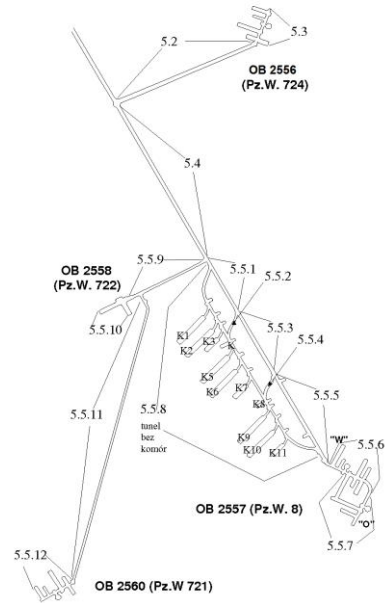 5.2
5.3
OB 2556
(Pz.W. 724)
5.4
5.5.9
5.5.1
OB 2558
(Pz.W. 722)
5.5.2
5.5.10
5.5.3
K1
K2
K3
K
5.5.4
K5
K6
K7
5.5.11
5.5.8
tunel
bez
komór
K8
5.5.5
K9
K10
K11
"W"
5.5.6
OB 2557 (Pz.W. 8)
"O"
5.5.7
5.5.12
OB 2560 (Pz.W 721)